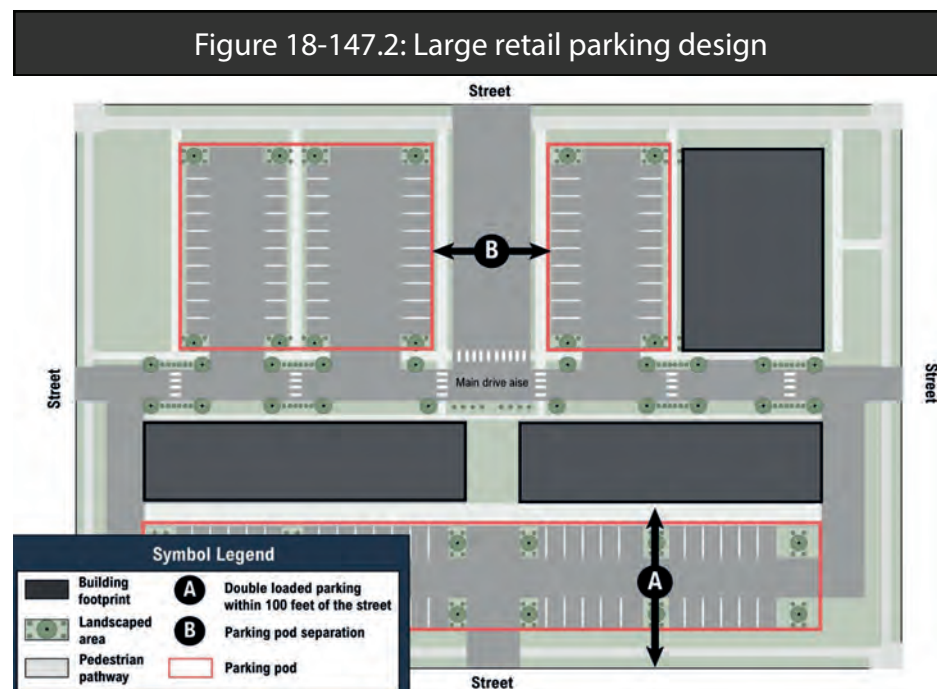 Figure 18-147.2: Large retail parking design
Street
B
Main drive aise
Street
Street
A
Symbol Legend
Building
footprint
A
Double loaded parking
within 100 feet of the street
Landscaped
area
B
Parking pod separation
Pedestrian
pathway
Parking pod
Street